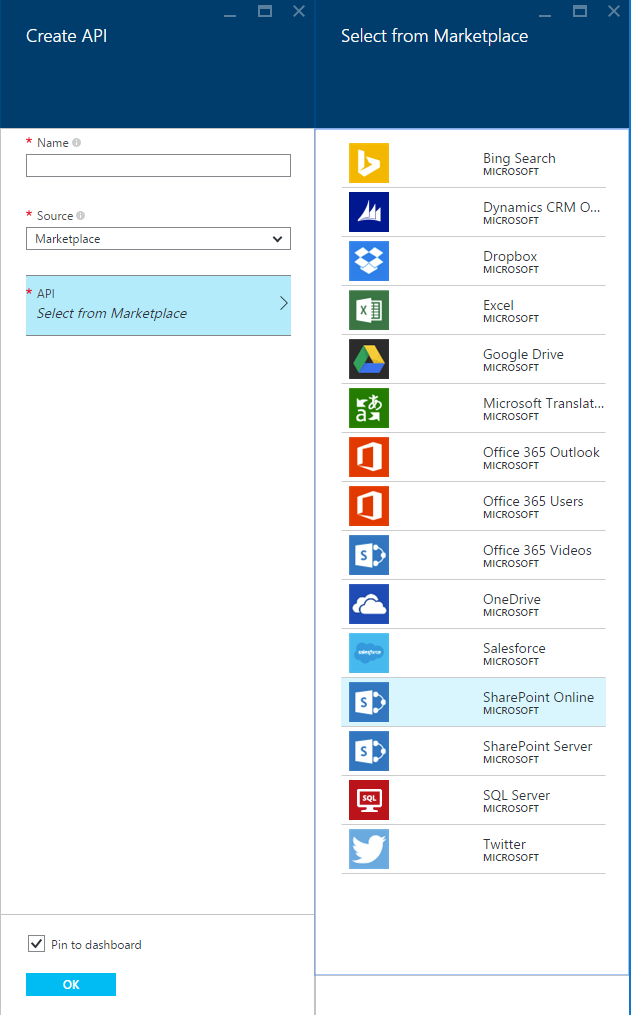 Create API
* Name
* Source
Marketplace
* API
Select from Marketplace
Pin to dashboard
OK
Select from Marketplace
Bing Search
MICROSOFT
Dynamics CRM O...
MICROSOFT
Dropbox
MICROSOFT
Excel
MICROSOFT
Google Drive
MICROSOFT
Microsoft Translat...
MICROSOFT
Office 365 Outlook
MICROSOFT
Office 365 Users
MICROSOFT
Office 365 Videos
MICROSOFT
OneDrive
MICROSOFT
salesforce
Salesforce
MICROSOFT
SharePoint Online
MICROSOFT
SharePoint Server
MICROSOFT
SQL
SQL Server
MICROSOFT
Twitter
MICROSOFT